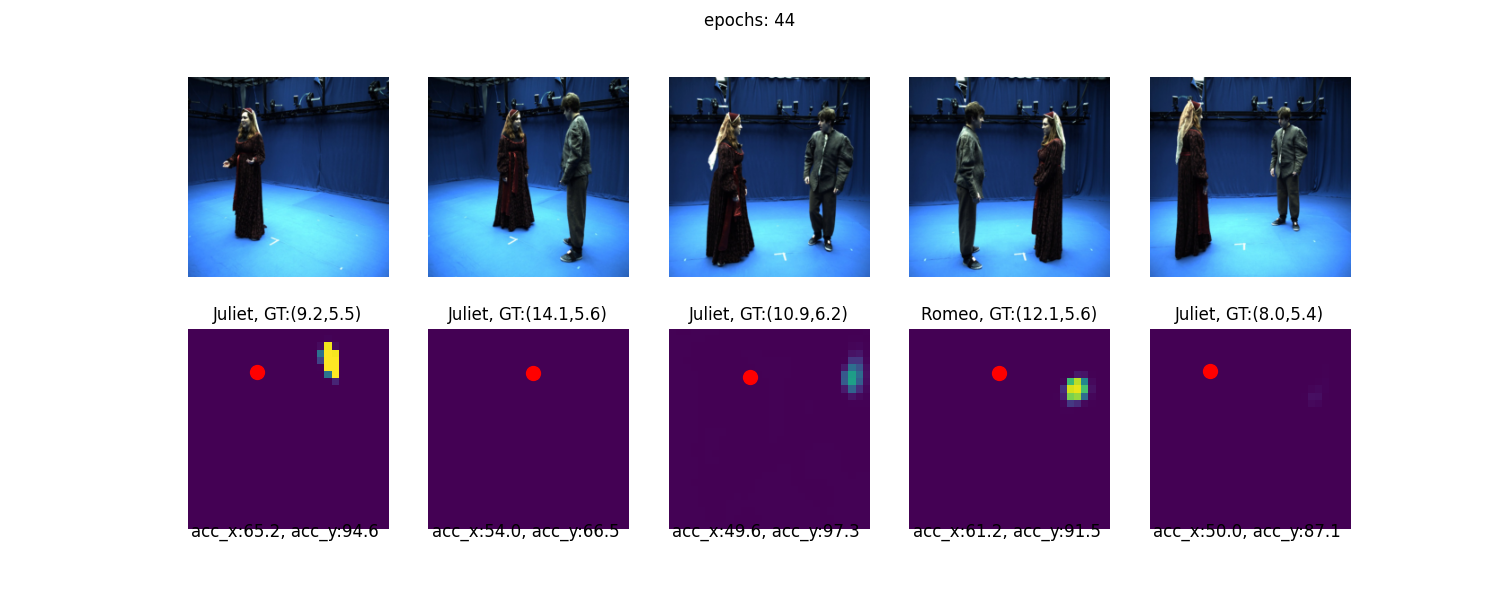 epochs: 44
Juliet, GT:(9.2,5.5)
Juliet, GT:(14.1,5.6)
Juliet, GT:(10.9,6.2)
Romeo, GT:(12.1,5.6)
Juliet, GT:(8.0,5.4)
acc_x:65.2, acc_y:94.6
acc_x:54.0, acc_y:66.5
acc_x:49.6, acc_y:97.3
acc_x:61.2, acc_y:91.5
acc_x:50.0, acc_y:87.1